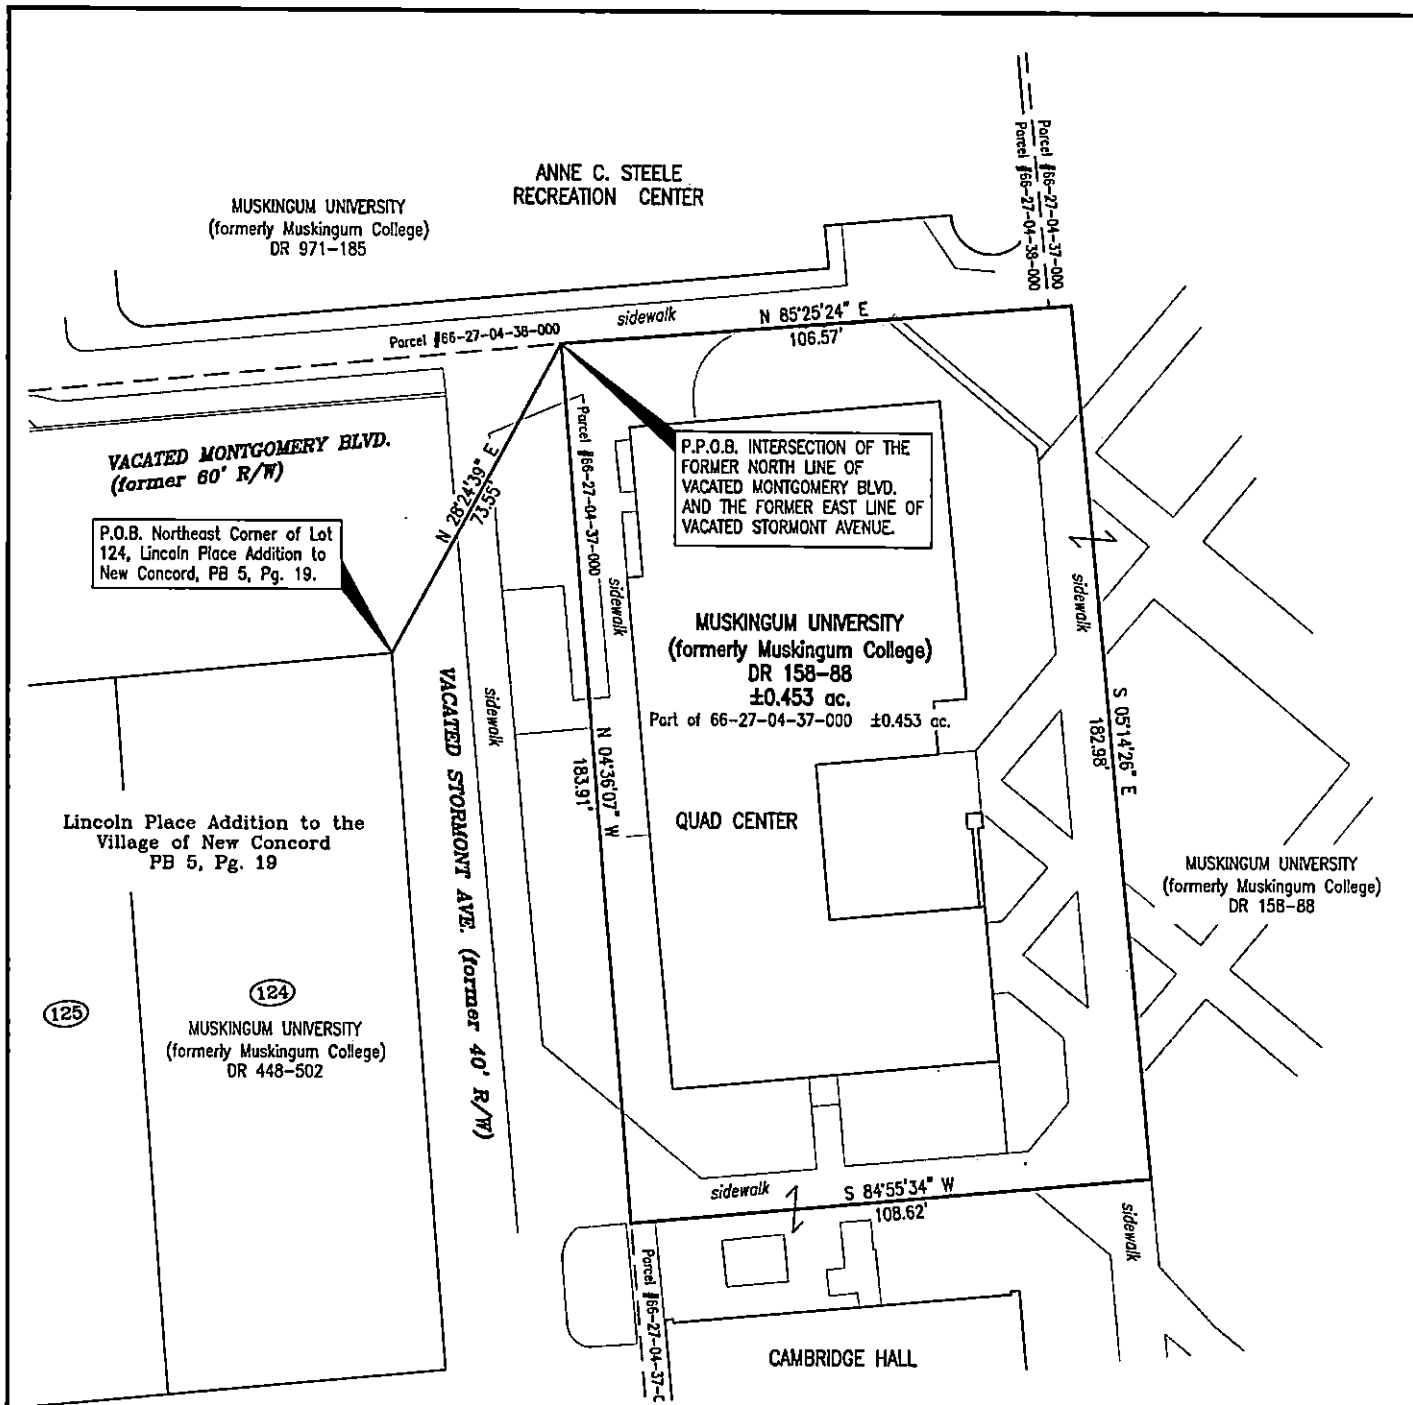 ANNE C. STEELE
RECREATION CENTER
MUSKINGUM UNIVERSITY
(formerly Muskingum College)
DR 971-185
Parcel #66-27-04-37-000
Parcel #66-27-04-38-000
sidewalk
N 85°25'24" E
106.57'
Parcel #66-27-04-38-000
VACATED MONTGOMERY BLVD.
(former 60' R/W)
N 28°24'39" E
73.55'
Parcel #66-27-04-37-000
P.P.O.B. INTERSECTION OF THE
FORMER NORTH LINE OF
VACATED MONTGOMERY BLVD.
AND THE FORMER EAST LINE OF
VACATED STORMONT AVENUE.
P.O.B. Northeast Corner of Lot
124, Lincoln Place Addition to
New Concord, PB 5, Pg. 19.
sidewalk
sidewalk
MUSKINGUM UNIVERSITY
(formerly Muskingum College)
DR 158-88
±0.453 ac.
Part of 66-27-04-37-000 ±0.453 ac.
VACATED STORMONT AVE. (former 40' R/W)
sidewalk
N 04°36'07" W
183.91'
S 05°14'26" E
182.98'
QUAD CENTER
Lincoln Place Addition to the
Village of New Concord
PB 5, Pg. 19
MUSKINGUM UNIVERSITY
(formerly Muskingum College)
DR 158-88
124
125
MUSKINGUM UNIVERSITY
(formerly Muskingum College)
DR 448-502
sidewalk
S 84°55'34" W
108.62'
sidewalk
Parcel #66-27-04-37-0
CAMBRIDGE HALL